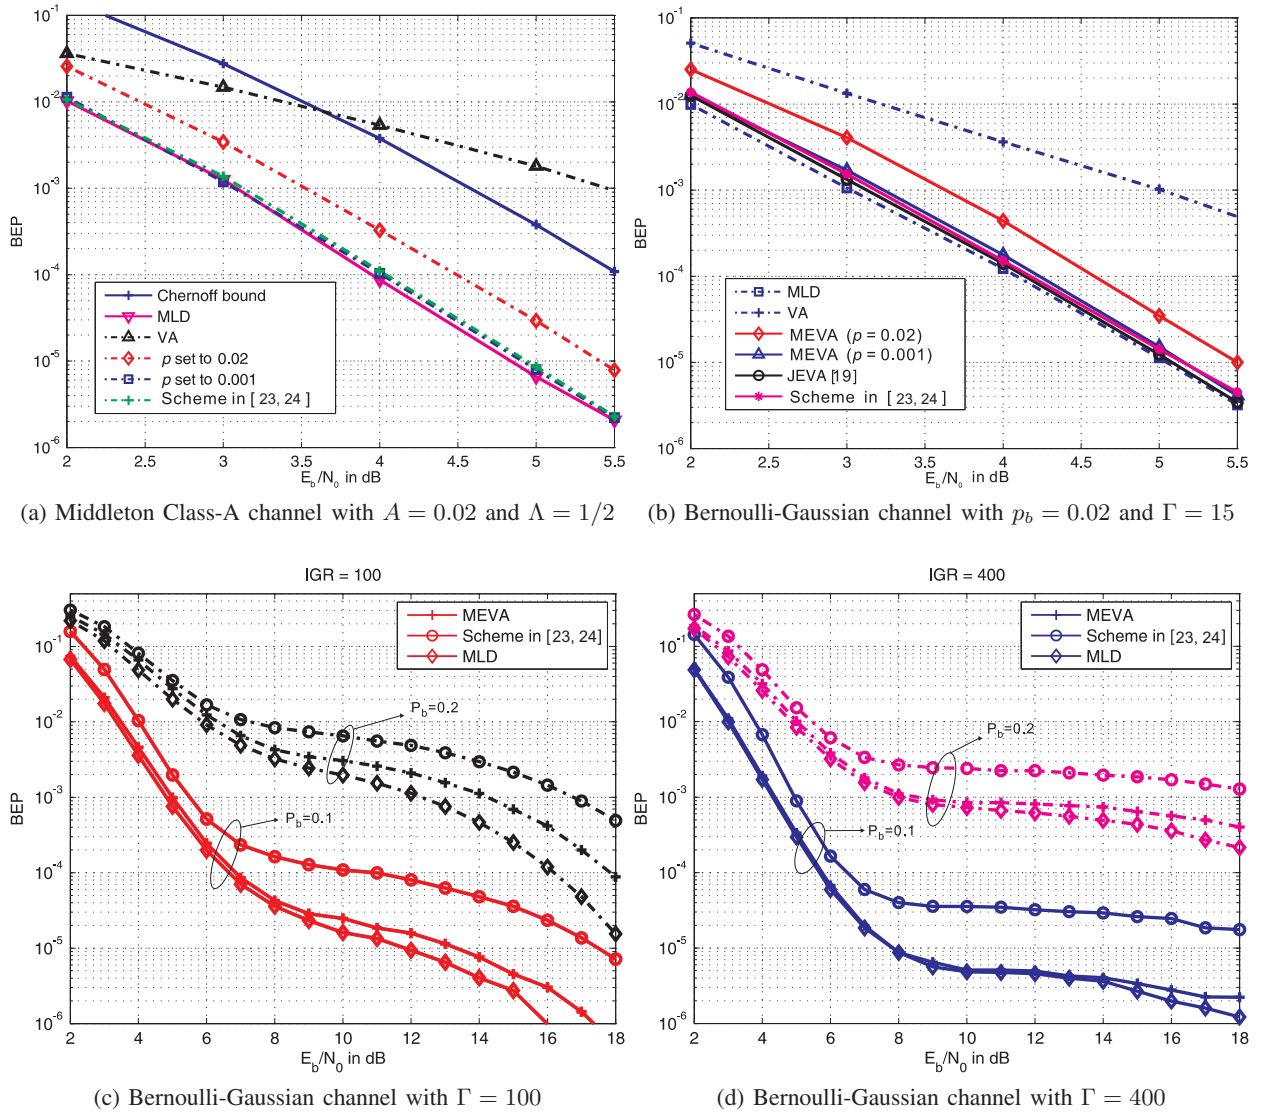 10^-1
10^-2
10^-3
10^-4
10^-5
10^-6
BEP
2 2.5 3 3.5 4 4.5 5 5.5
E_b/N_0 in dB
Chernoff bound
MLD
VA
p set to 0.02
p set to 0.001
Scheme in [ 23, 24 ]
(a) Middleton Class-A channel with A = 0.02 and Λ = 1/2
10^-1
10^-2
10^-3
10^-4
10^-5
10^-6
BEP
2 2.5 3 3.5 4 4.5 5 5.5
E_b/N_0 in dB
MLD
VA
MEVA (p = 0.02)
MEVA (p = 0.001)
JEVA [19]
Scheme in [23, 24]
(b) Bernoulli-Gaussian channel with p_b = 0.02 and Γ = 15
IGR = 100
10^-1
10^-2
10^-3
10^-4
10^-5
10^-6
BEP
MEVA
Scheme in [23, 24]
MLD
P_b=0.2
P_b=0.1
2 4 6 8 10 12 14 16 18
E_b/N_0 in dB
(c) Bernoulli-Gaussian channel with Γ = 100
IGR = 400
10^-1
10^-2
10^-3
10^-4
10^-5
10^-6
BEP
MEVA
Scheme in [23, 24]
MLD
P_b=0.2
P_b=0.1
2 4 6 8 10 12 14 16 18
E_b/N_0 in dB
(d) Bernoulli-Gaussian channel with Γ = 400